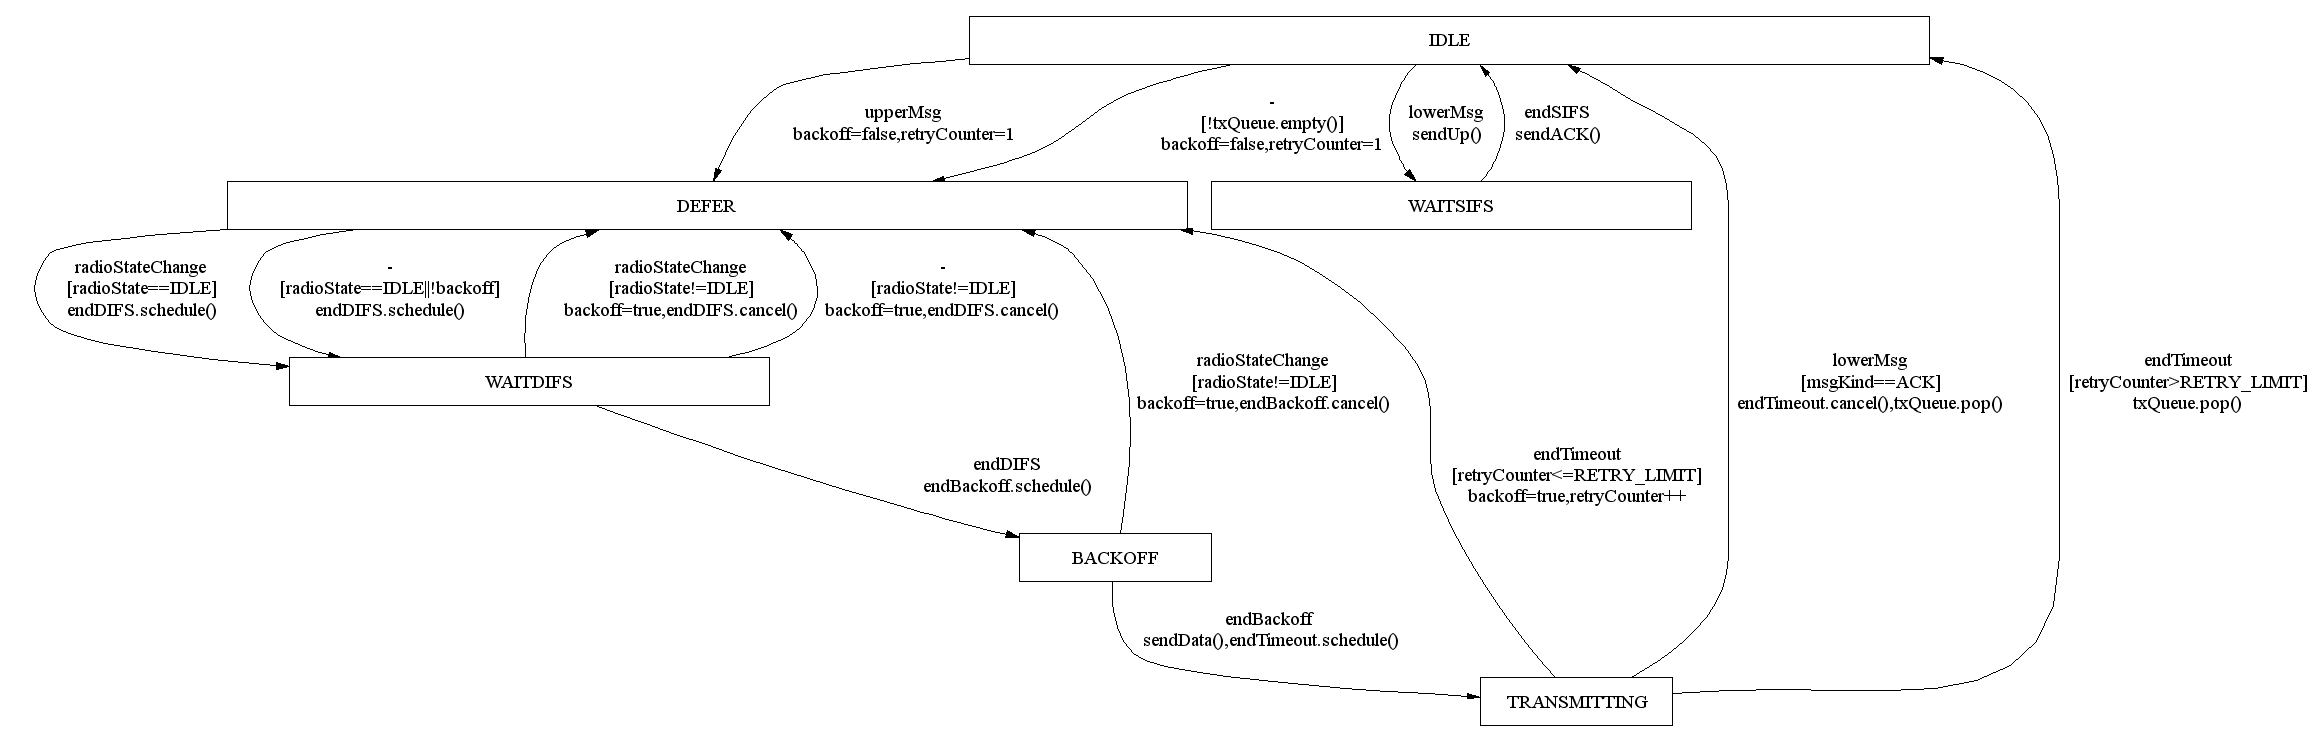 IDLE
upperMsg
backoff=false,retryCounter=1
-
[!txQueue.empty()]
backoff=false,retryCounter=1
lowerMsg
sendUp()
endSIFS
sendACK()
DEFER
WAITSIFS
radioStateChange
[radioState==IDLE]
endDIFS.schedule()
-
[radioState==IDLE||!backoff]
endDIFS.schedule()
radioStateChange
[radioState!=IDLE]
backoff=true,endDIFS.cancel()
-
[radioState!=IDLE]
backoff=true,endDIFS.cancel()
WAITDIFS
radioStateChange
[radioState!=IDLE]
backoff=true,endBackoff.cancel()
lowerMsg
[msgKind==ACK]
endTimeout.cancel(),txQueue.pop()
endTimeout
[retryCounter>RETRY_LIMIT]
txQueue.pop()
endDIFS
endBackoff.schedule()
endTimeout
[retryCounter<=RETRY_LIMIT]
backoff=true,retryCounter++
BACKOFF
endBackoff
sendData(),endTimeout.schedule()
TRANSMITTING